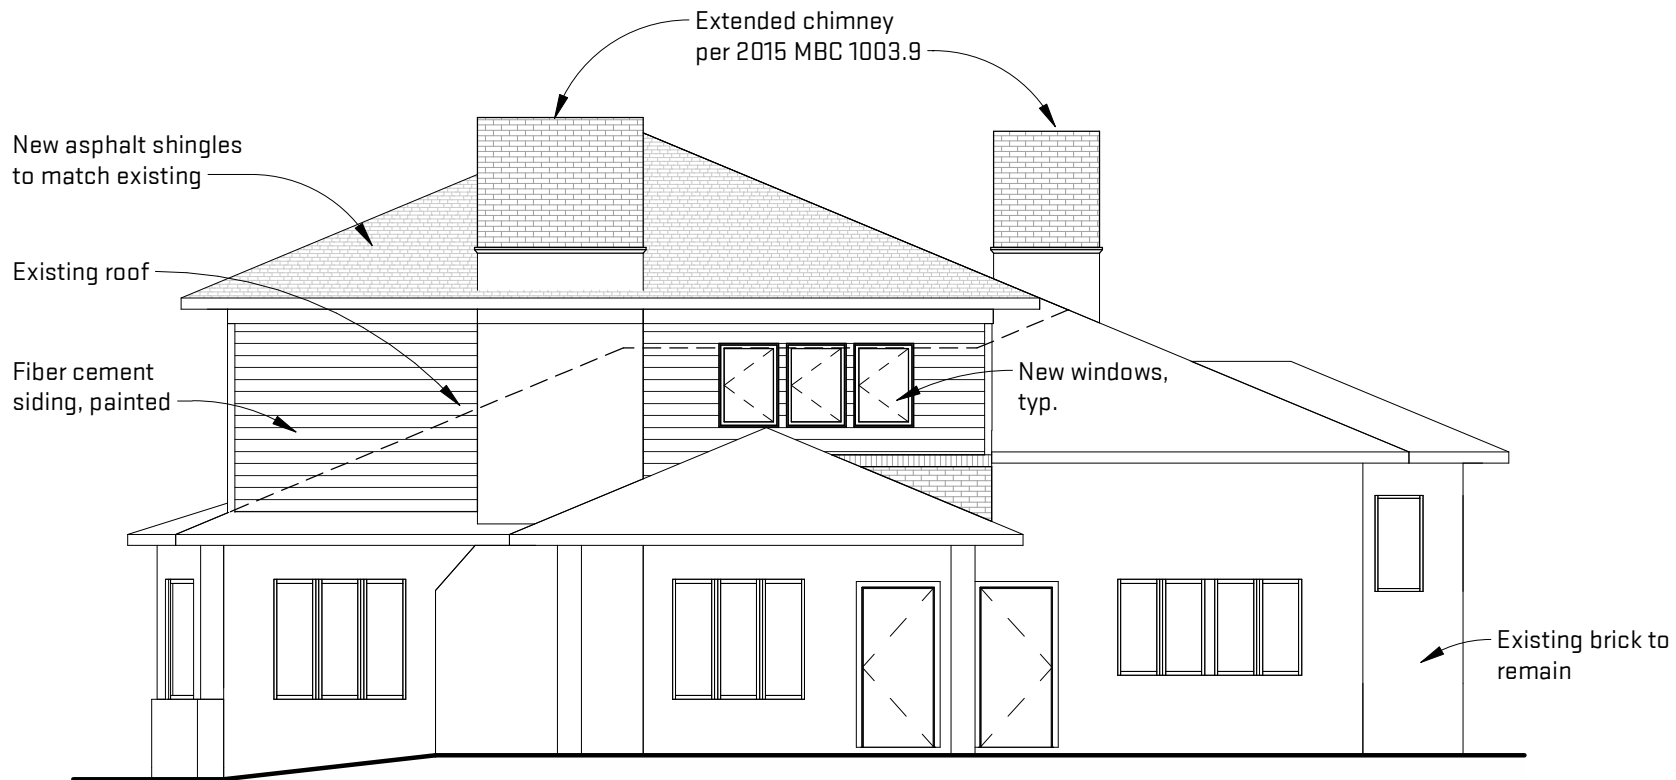 Extended chimney
per 2015 MBC 1003.9
New asphalt shingles
to match existing
Existing roof
Fiber cement
siding, painted
New windows,
typ.
Existing brick to
remain